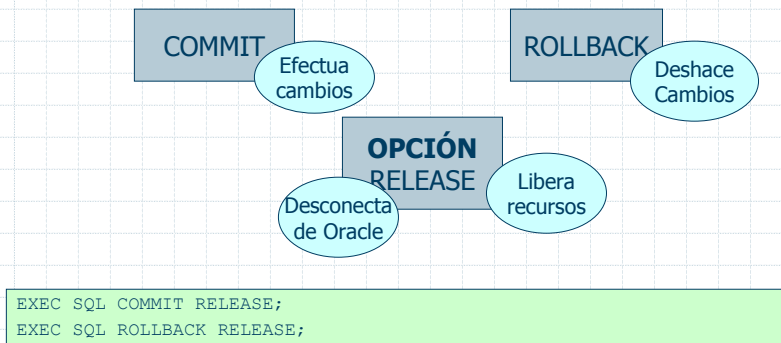 COMMIT
Efectua
cambios
ROLLBACK
Deshace
Cambios
OPCIÓN
RELEASE
Desconecta
de Oracle
Libera
recursos
EXEC SQL COMMIT RELEASE;
EXEC SQL ROLLBACK RELEASE;